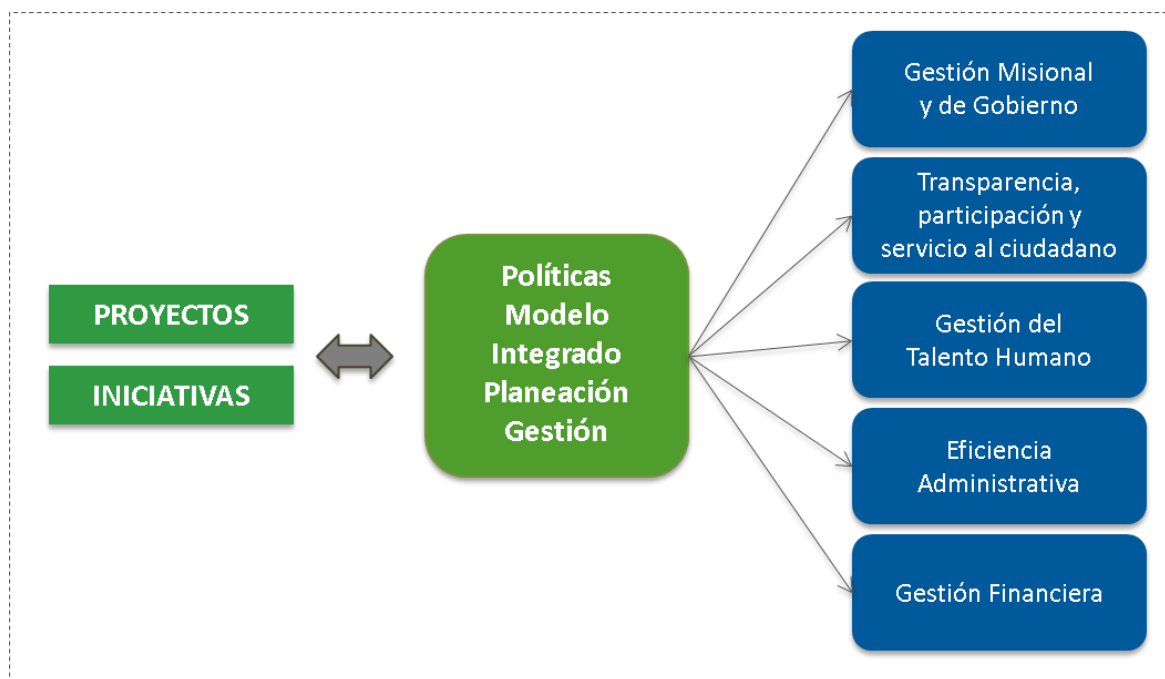 PROYECTOS
INICIATIVAS
Políticas
Modelo
Integrado
Planeación
Gestión
Gestión Misional
y de Gobierno
Transparencia,
participación y
servicio al ciudadano
Gestión del
Talento Humano
Eficiencia
Administrativa
Gestión Financiera